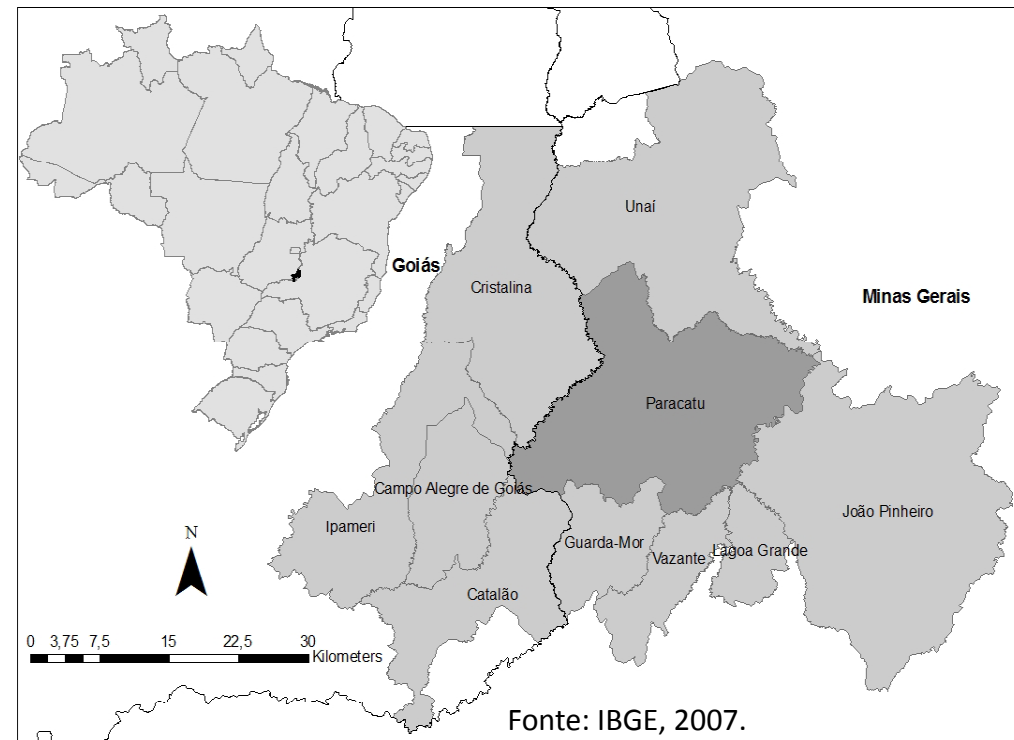 Unaí
Goiás
Cristalina
Minas Gerais
Paracatu
Campo Alegre de Goiás
Ipameri
João Pinheiro
Guarda-Mor
Vazante
Lagoa Grande
Catalão
N
0 3,75 7,5 15 22,5 30
Kilometers
Fonte: IBGE, 2007.